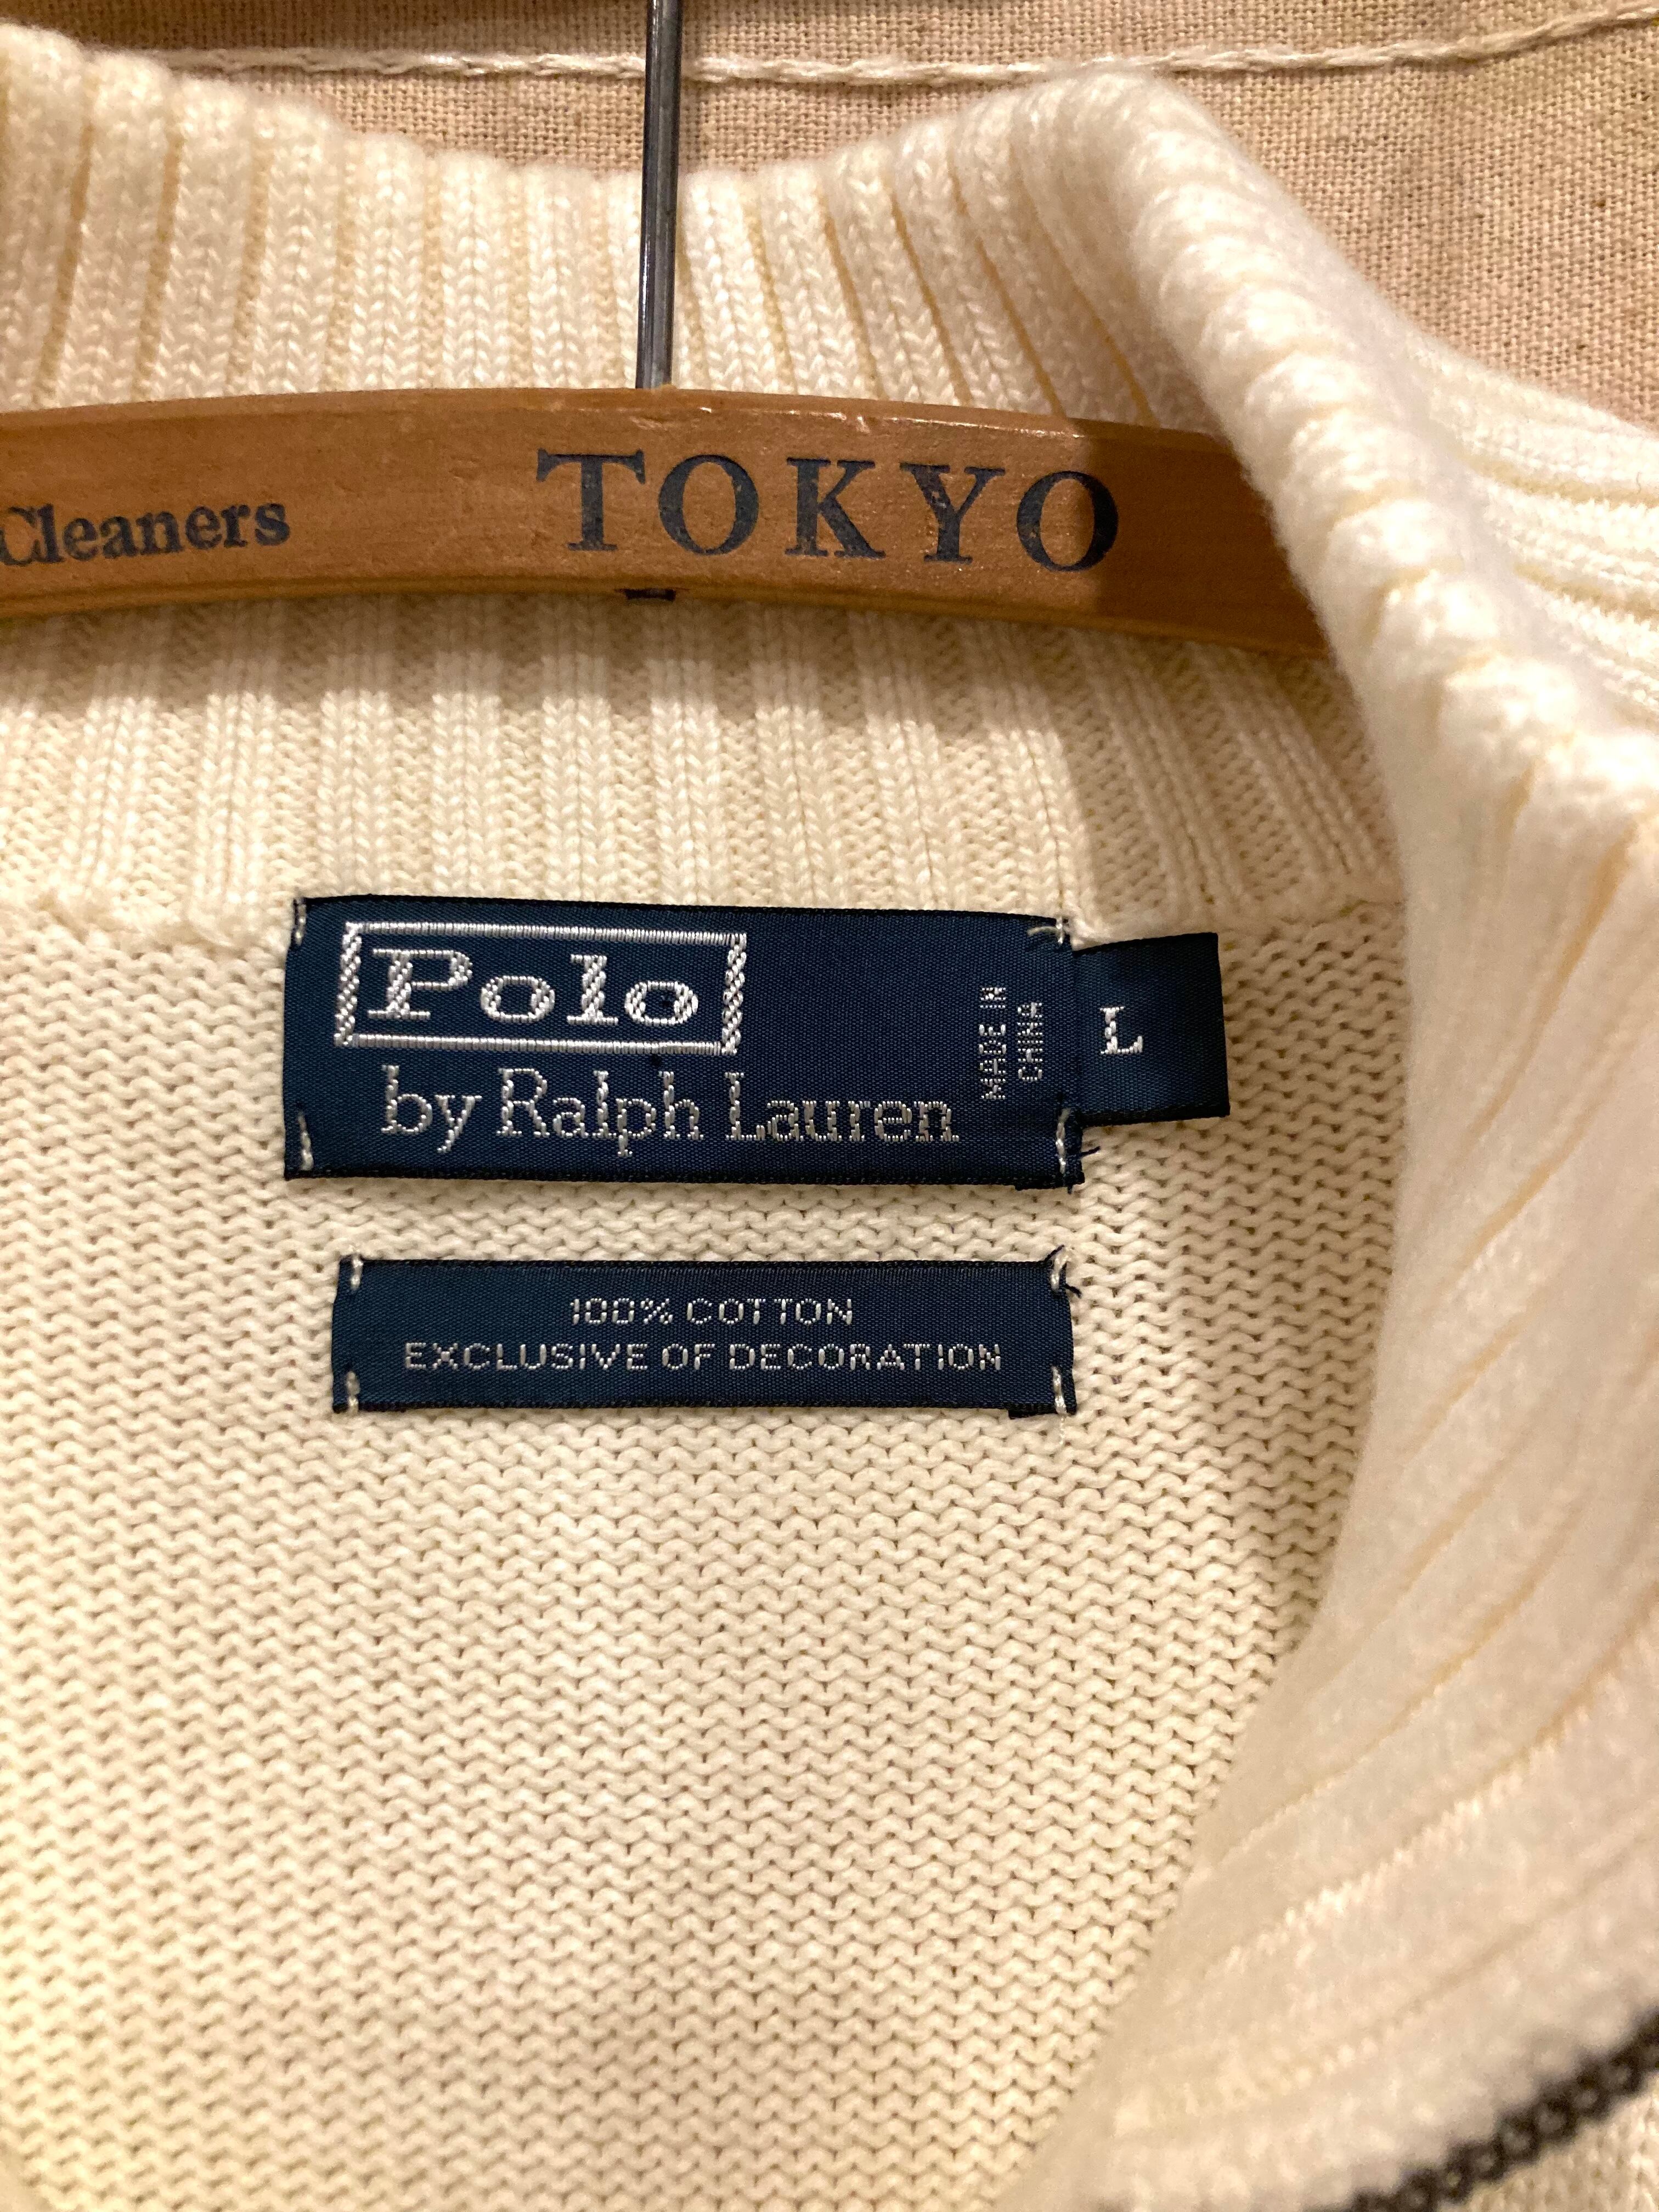 Cleaners TOKYO
Polo
by Ralph Lauren
MADE IN
CHINA
L
100% COTTON
EXCLUSIVE OF DECORATION